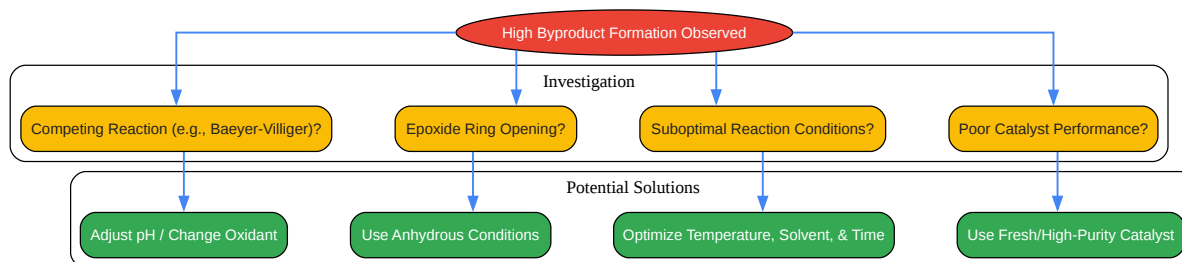 High Byproduct Formation Observed
Investigation
Competing Reaction (e.g., Baeyer-Villiger)?
Epoxide Ring Opening?
Suboptimal Reaction Conditions?
Poor Catalyst Performance?
Potential Solutions
Adjust pH / Change Oxidant
Use Anhydrous Conditions
Optimize Temperature, Solvent, & Time
Use Fresh/High-Purity Catalyst